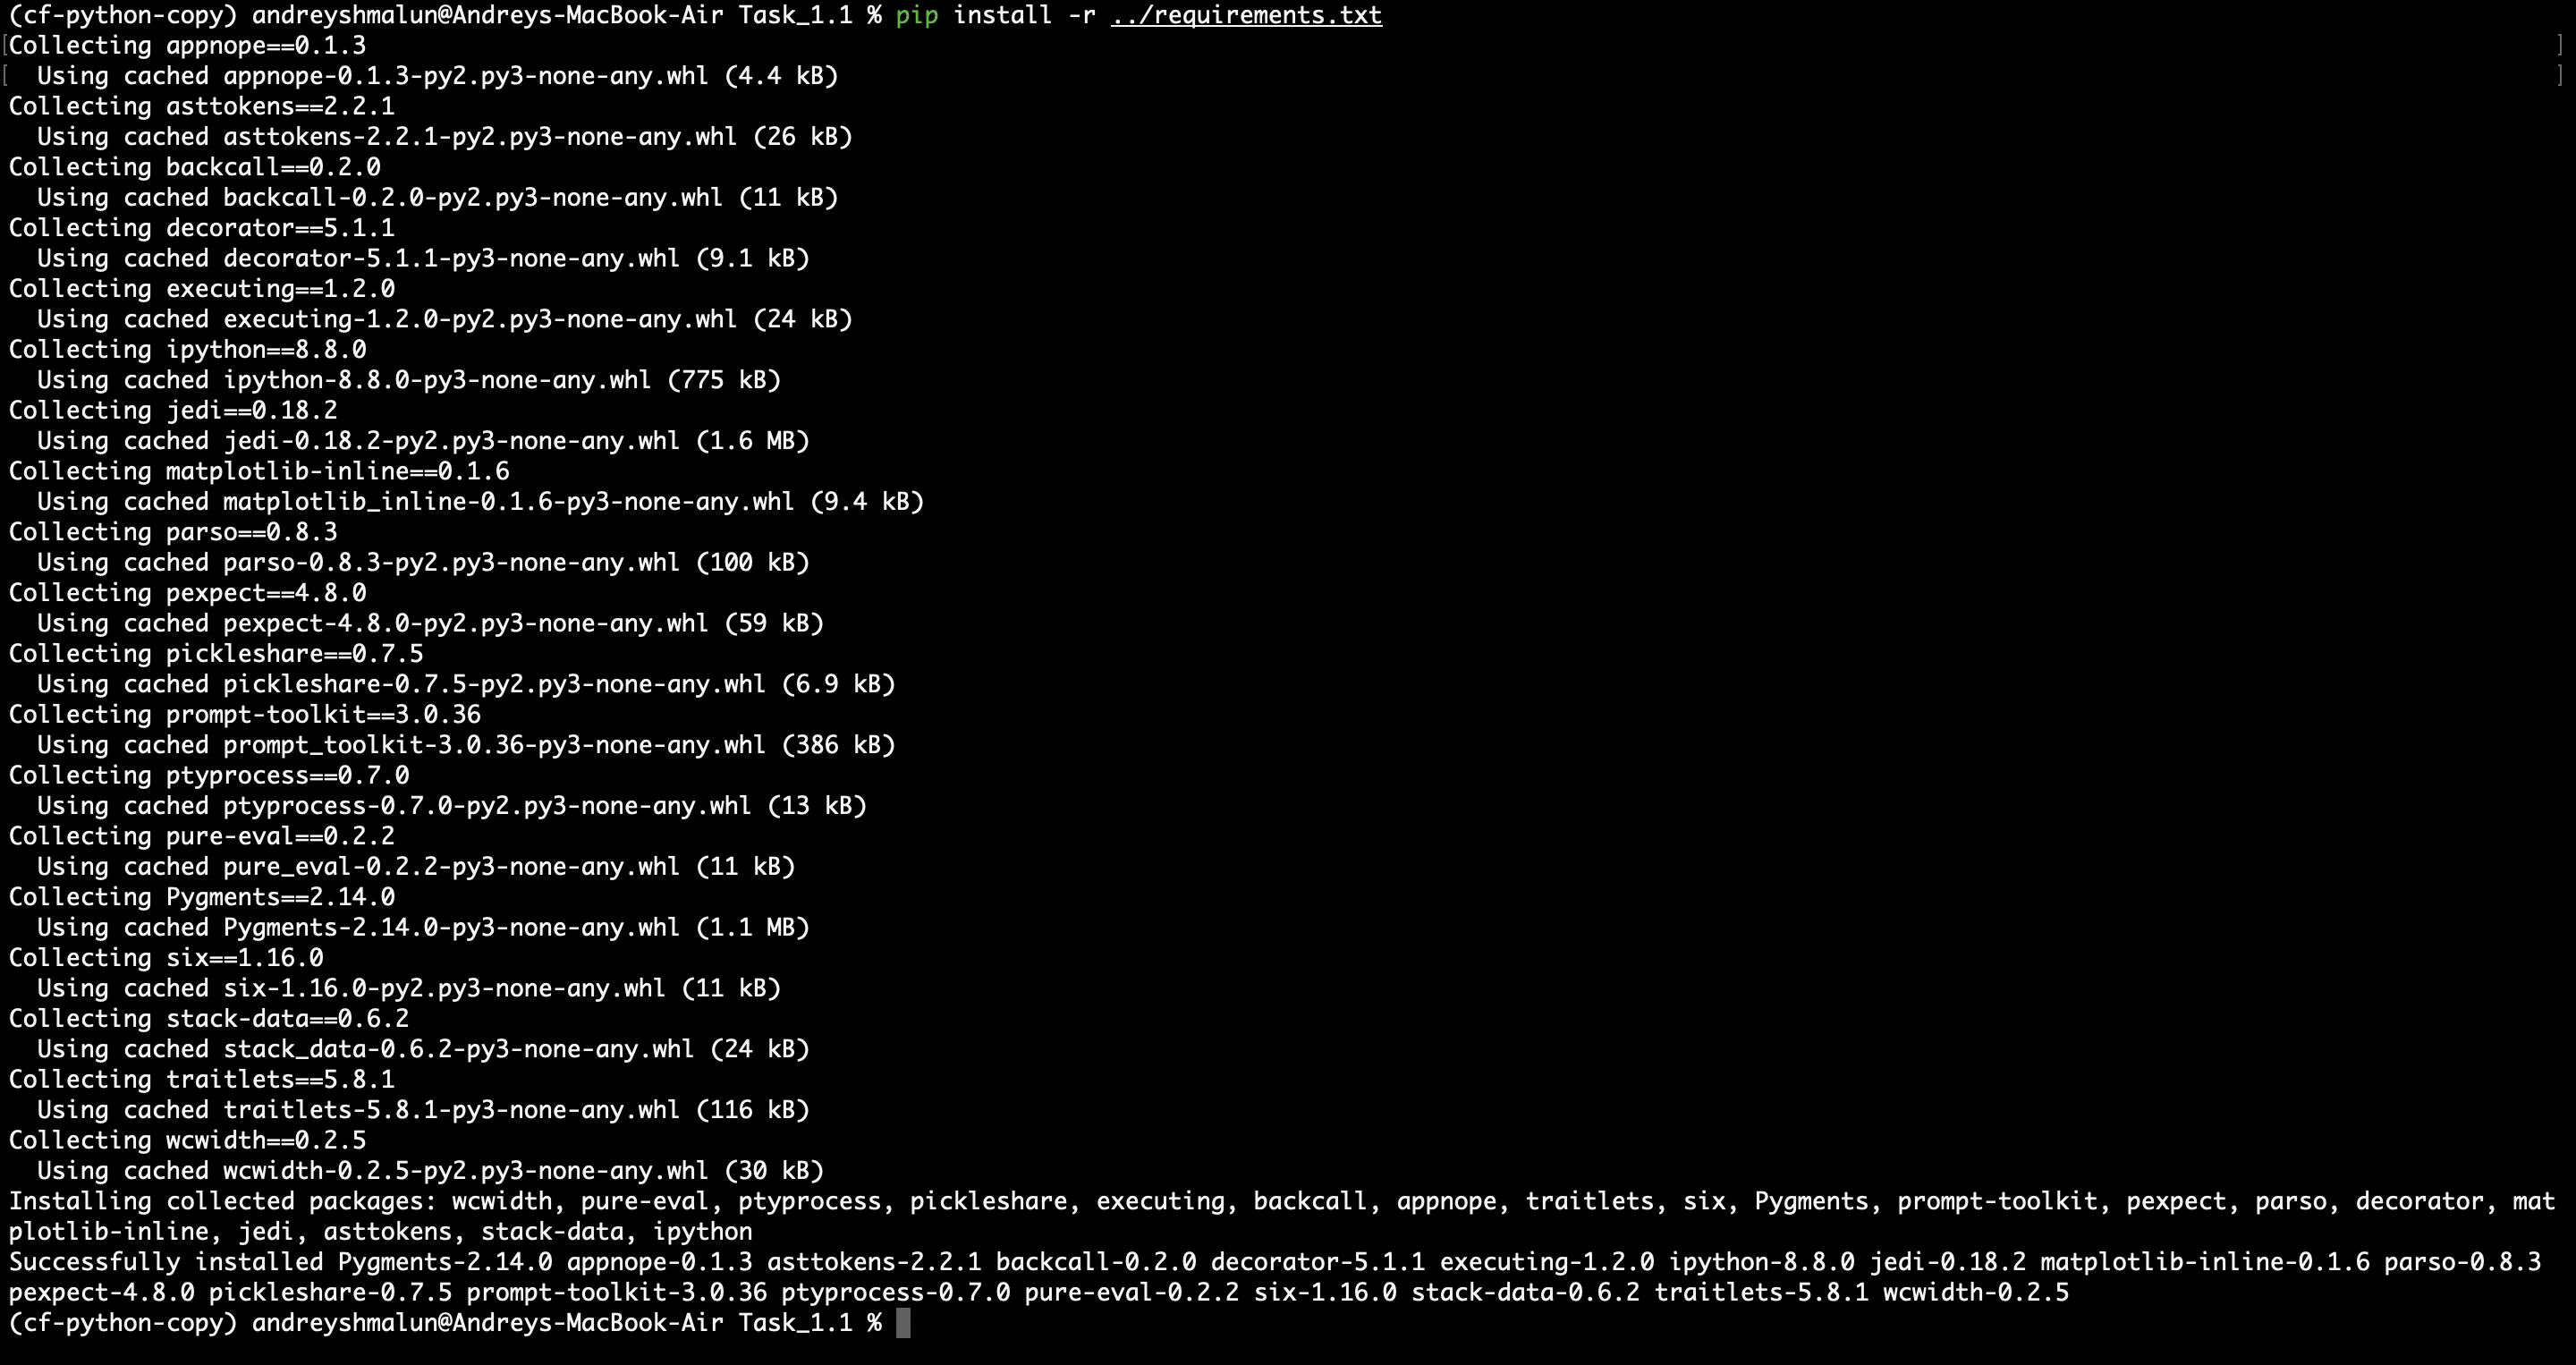 (cf-python-copy) andreyshmalun@Andreys-MacBook-Air Task_1.1 % pip install -r ../requirements.txt
[Collecting appnope==0.1.3 ]
[  Using cached appnope-0.1.3-py2.py3-none-any.whl (4.4 kB) ]
Collecting asttokens==2.2.1
  Using cached asttokens-2.2.1-py2.py3-none-any.whl (26 kB)
Collecting backcall==0.2.0
  Using cached backcall-0.2.0-py2.py3-none-any.whl (11 kB)
Collecting decorator==5.1.1
  Using cached decorator-5.1.1-py3-none-any.whl (9.1 kB)
Collecting executing==1.2.0
  Using cached executing-1.2.0-py2.py3-none-any.whl (24 kB)
Collecting ipython==8.8.0
  Using cached ipython-8.8.0-py3-none-any.whl (775 kB)
Collecting jedi==0.18.2
  Using cached jedi-0.18.2-py2.py3-none-any.whl (1.6 MB)
Collecting matplotlib-inline==0.1.6
  Using cached matplotlib_inline-0.1.6-py3-none-any.whl (9.4 kB)
Collecting parso==0.8.3
  Using cached parso-0.8.3-py2.py3-none-any.whl (100 kB)
Collecting pexpect==4.8.0
  Using cached pexpect-4.8.0-py2.py3-none-any.whl (59 kB)
Collecting pickleshare==0.7.5
  Using cached pickleshare-0.7.5-py2.py3-none-any.whl (6.9 kB)
Collecting prompt-toolkit==3.0.36
  Using cached prompt_toolkit-3.0.36-py3-none-any.whl (386 kB)
Collecting ptyprocess==0.7.0
  Using cached ptyprocess-0.7.0-py2.py3-none-any.whl (13 kB)
Collecting pure-eval==0.2.2
  Using cached pure_eval-0.2.2-py3-none-any.whl (11 kB)
Collecting Pygments==2.14.0
  Using cached Pygments-2.14.0-py3-none-any.whl (1.1 MB)
Collecting six==1.16.0
  Using cached six-1.16.0-py2.py3-none-any.whl (11 kB)
Collecting stack-data==0.6.2
  Using cached stack_data-0.6.2-py3-none-any.whl (24 kB)
Collecting traitlets==5.8.1
  Using cached traitlets-5.8.1-py3-none-any.whl (116 kB)
Collecting wcwidth==0.2.5
  Using cached wcwidth-0.2.5-py2.py3-none-any.whl (30 kB)
Installing collected packages: wcwidth, pure-eval, ptyprocess, pickleshare, executing, backcall, appnope, traitlets, six, Pygments, prompt-toolkit, pexpect, parso, decorator, mat
plotlib-inline, jedi, asttokens, stack-data, ipython
Successfully installed Pygments-2.14.0 appnope-0.1.3 asttokens-2.2.1 backcall-0.2.0 decorator-5.1.1 executing-1.2.0 ipython-8.8.0 jedi-0.18.2 matplotlib-inline-0.1.6 parso-0.8.3
pexpect-4.8.0 pickleshare-0.7.5 prompt-toolkit-3.0.36 ptyprocess-0.7.0 pure-eval-0.2.2 six-1.16.0 stack-data-0.6.2 traitlets-5.8.1 wcwidth-0.2.5
(cf-python-copy) andreyshmalun@Andreys-MacBook-Air Task_1.1 %